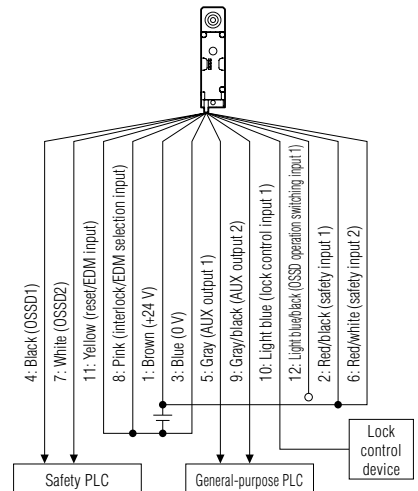 4: Black (OSSD1)
7: White (OSSD2)
11: Yellow (reset/EDM input)
8: Pink (interlock/EDM selection input)
1: Brown (+24 V)
3: Blue (0 V)
5: Gray (AUX output 1)
9: Gray/black (AUX output 2)
10: Light blue (lock control input 1)
12: Light blue/black (OSSD operation switching input 1)
2: Red/black (safety input 1)
6: Red/white (safety input 2)
Lock
control
device
Safety PLC
General-purpose PLC